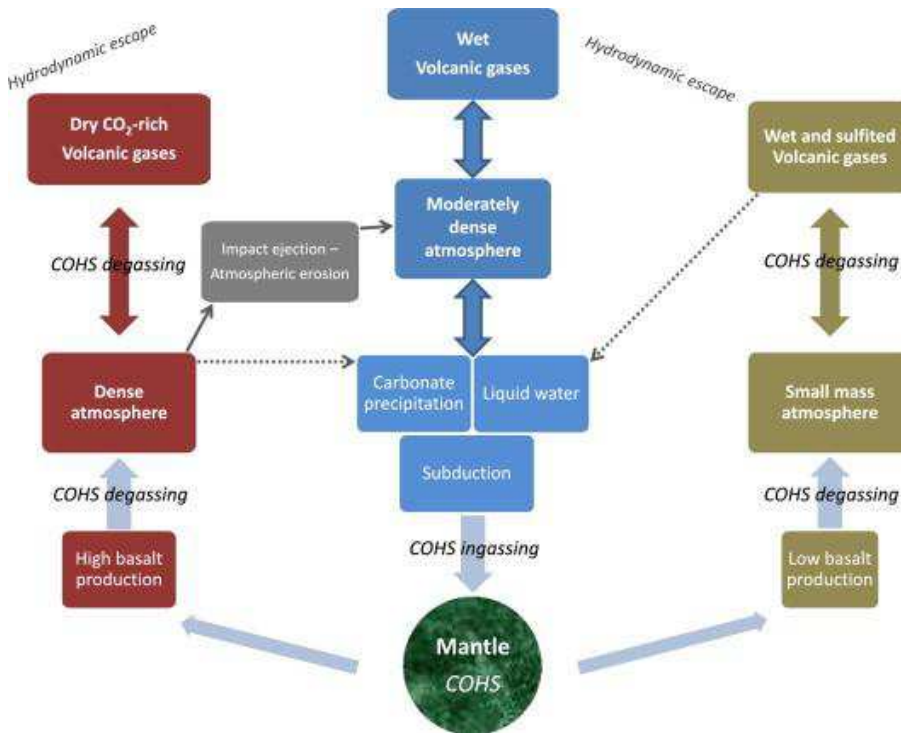 Hydrodynamic escape
Wet
Volcanic gases
Hydrodynamic escape
Dry CO₂-rich
Volcanic gases
Wet and sulfited
Volcanic gases
Moderately
dense
atmosphere
Impact ejection –
Atmospheric erosion
COHS degassing
COHS degassing
Dense
atmosphere
Carbonate
precipitation
Liquid water
Small mass
atmosphere
Subduction
COHS degassing
COHS degassing
COHS ingassing
High basalt
production
Low basalt
production
Mantle
COHS